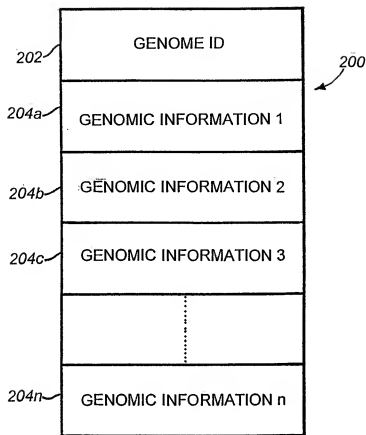 GENOME ID
202
200
204a
GENOMIC INFORMATION 1
204b
GENOMIC INFORMATION 2
204c
GENOMIC INFORMATION 3
204n
GENOMIC INFORMATION n